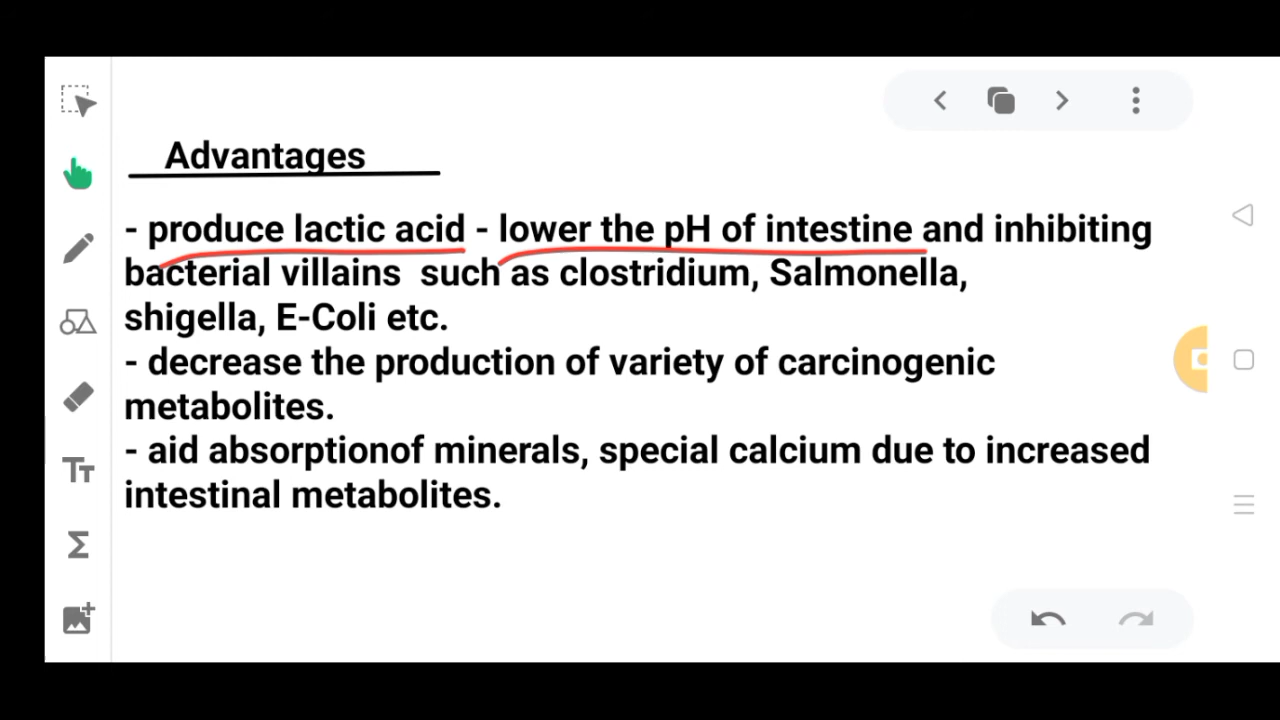 Advantages
- produce lactic acid - lower the pH of intestine and inhibiting
bacterial villains such as clostridium, Salmonella,
shigella, E-Coli etc.
- decrease the production of variety of carcinogenic
metabolites.
- aid absorptionof minerals, special calcium due to increased
intestinal metabolites.